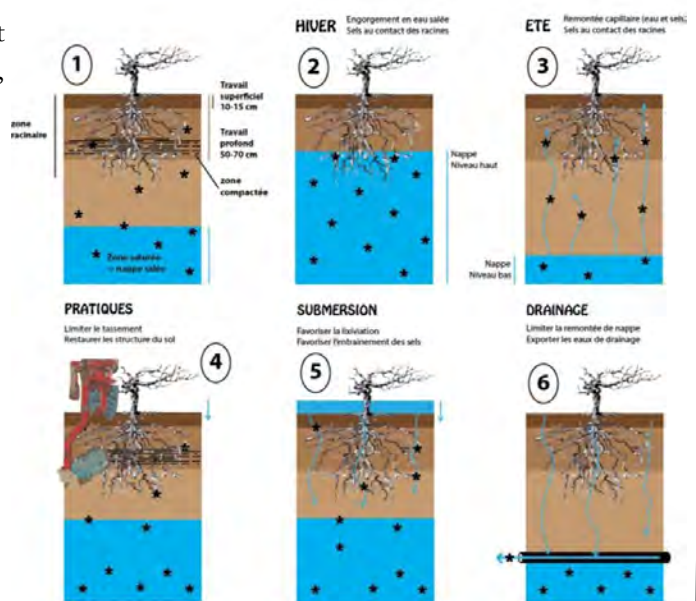 t
,
HIVER
Engorgement en eau salée
Sels au contact des racines
ETE
Remontée capillaire (eau et sels)
Sels au contact des racines
1
2
3
zone
racinaire
Travail
superficiel
10-15 cm
Travail
profond
50-70 cm
zone
compactée
Zone saturée
= nappe salée
Nappe
Niveau haut
Nappe
Niveau bas
PRATIQUES
Limiter le tassement
Restaurer les structure du sol
SUBMERSION
Favoriser la lixiviation
Favoriser l'entrainement des sels
DRAINAGE
Limiter la remontée de nappe
Exporter les eaux de drainage
4
5
6